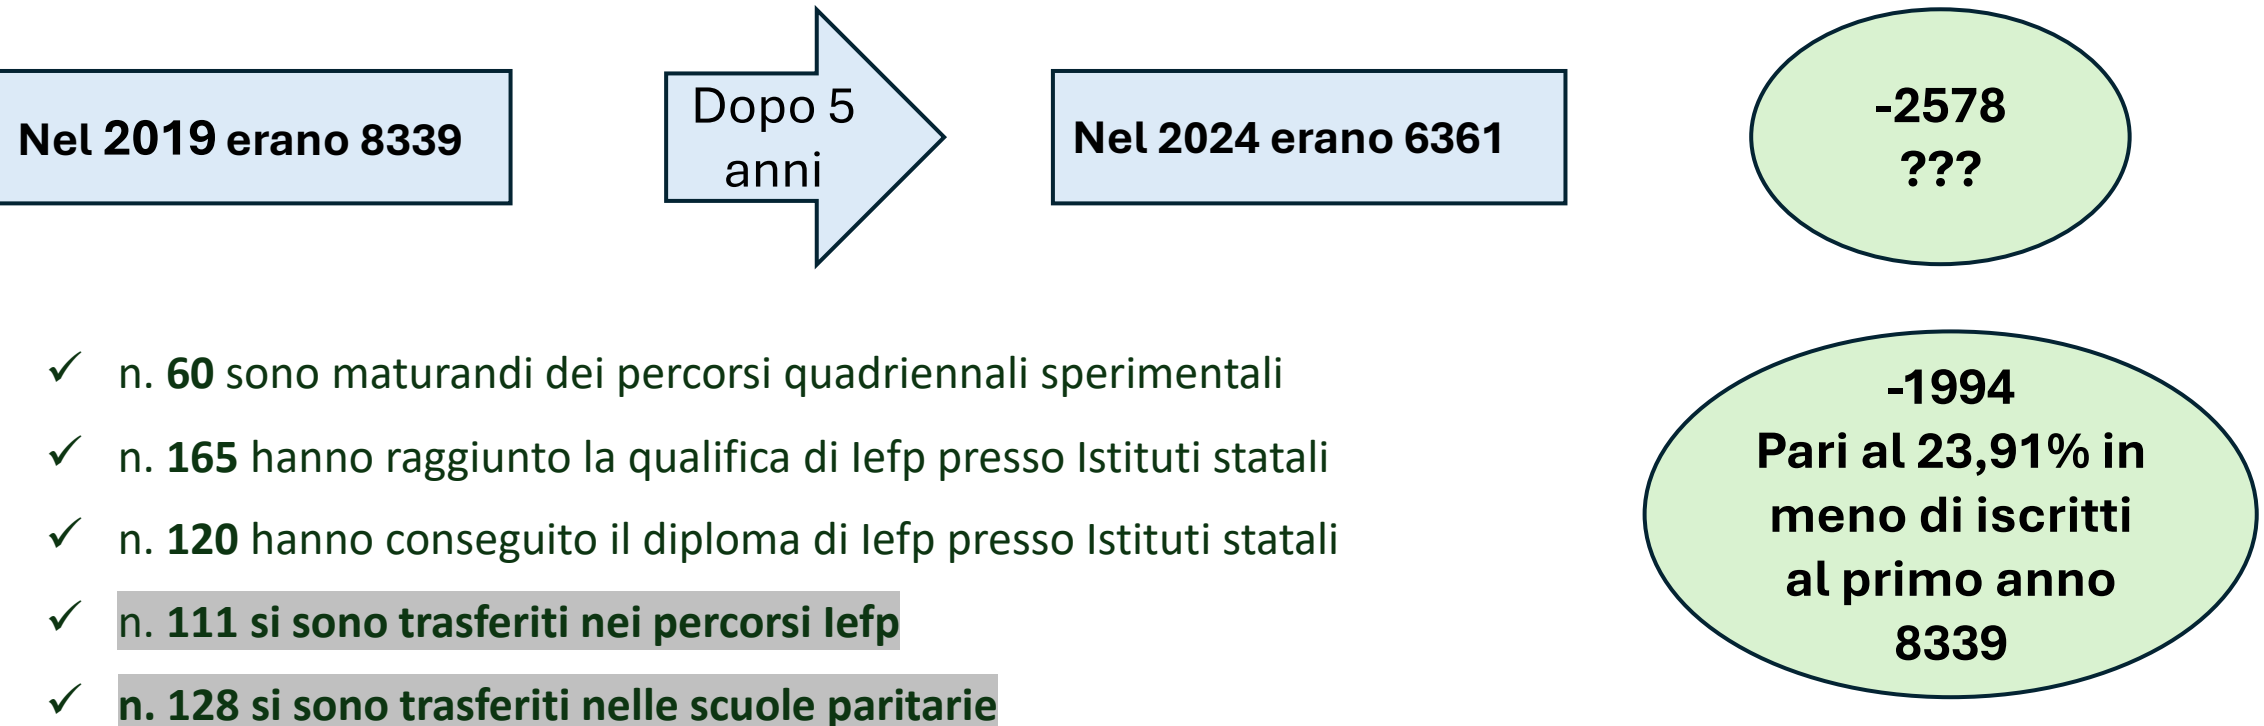 Nel 2019 erano 8339
Dopo 5
anni
Nel 2024 erano 6361
-2578
???
✓ n. 60 sono maturandi dei percorsi quadriennali sperimentali
✓ n. 165 hanno raggiunto la qualifica di Iefp presso Istituti statali
✓ n. 120 hanno conseguito il diploma di Iefp presso Istituti statali
✓ n. 111 si sono trasferiti nei percorsi Iefp
✓ n. 128 si sono trasferiti nelle scuole paritarie
-1994
Pari al 23,91% in
meno di iscritti
al primo anno
8339